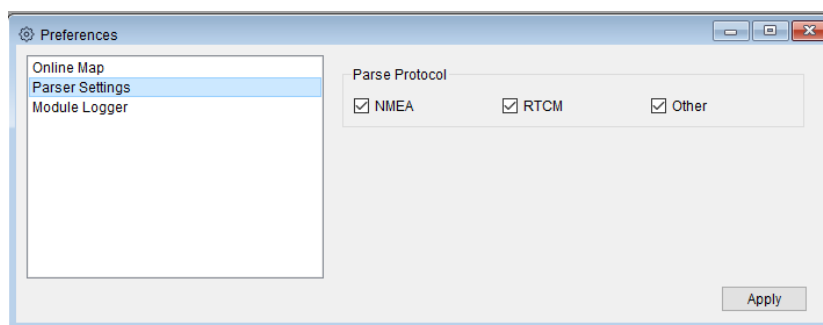 Preferences
Online Map
Parser Settings
Module Logger
Parse Protocol
NMEA RTCM Other
Apply